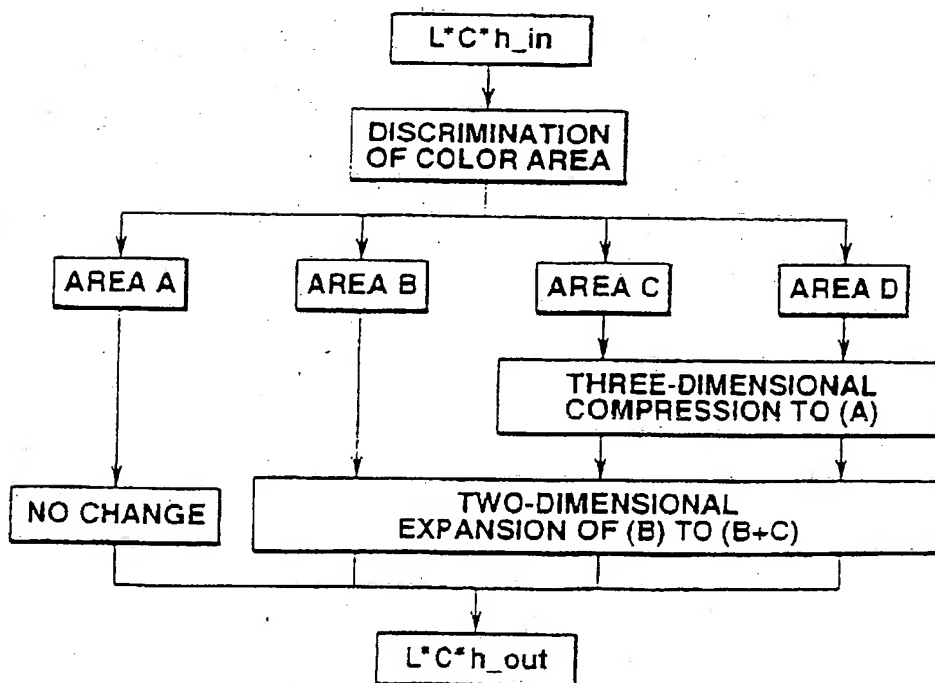 L*C*h_in
DISCRIMINATION
OF COLOR AREA
AREA A
AREA B
AREA C
AREA D
THREE-DIMENSIONAL
COMPRESSION TO (A)
NO CHANGE
TWO-DIMENSIONAL
EXPANSION OF (B) TO (B+C)
L*C*h_out